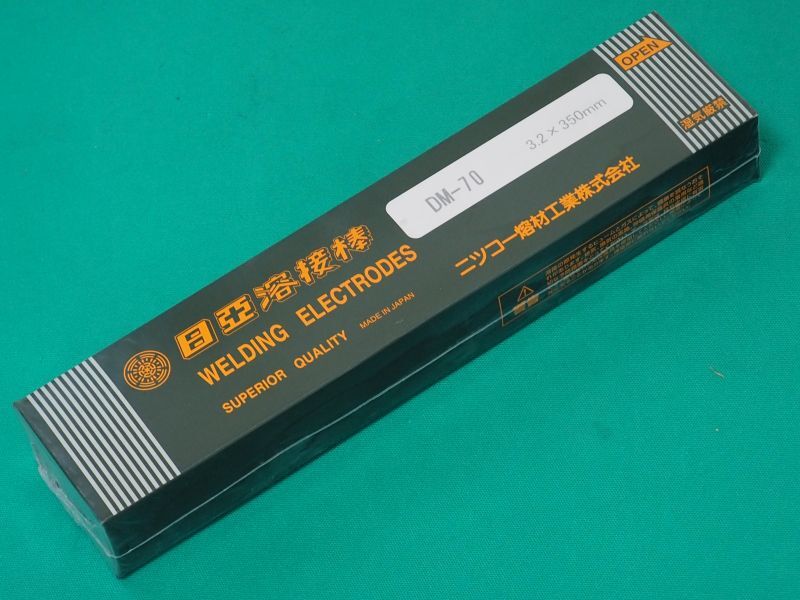 OPEN
湿気厳禁
DM-70 3.2×350mm
日亞溶接棒
WELDING ELECTRODES
SUPERIOR QUALITY MADE IN JAPAN
ニツコー熔材工業株式会社